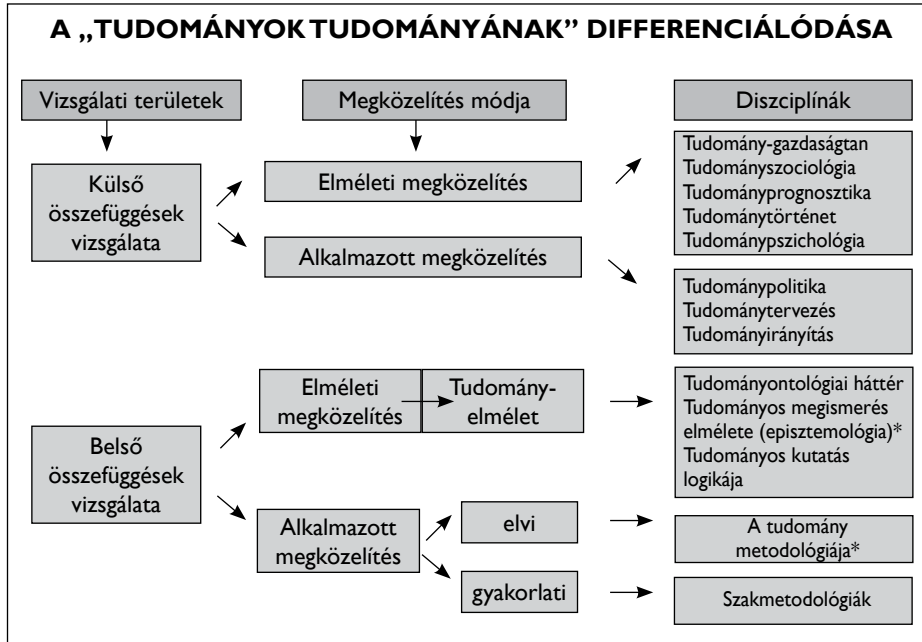 A „TUDOMÁNYOK TUDOMÁNYÁNAK” DIFFERENCIÁLÓDÁSA
Vizsgálati területek
Megközelítés módja
Diszciplínák
Külső
összefüggések
vizsgálata
Elméleti megközelítés
Tudomány-gazdaságtan
Tudományszociológia
Tudományprognosztika
Tudománytörténet
Tudománypszichológia
Alkalmazott megközelítés
Tudománypolitika
Tudománytervezés
Tudományirányítás
Belső
összefüggések
vizsgálata
Elméleti
megközelítés
Tudomány-
elmélet
Tudományontológiai háttér
Tudományos megismerés
elmélete (episztemológia)*
Tudományos kutatás
logikája
Alkalmazott
megközelítés
elvi
A tudomány
metodológiája*
gyakorlati
Szakmetodológiák